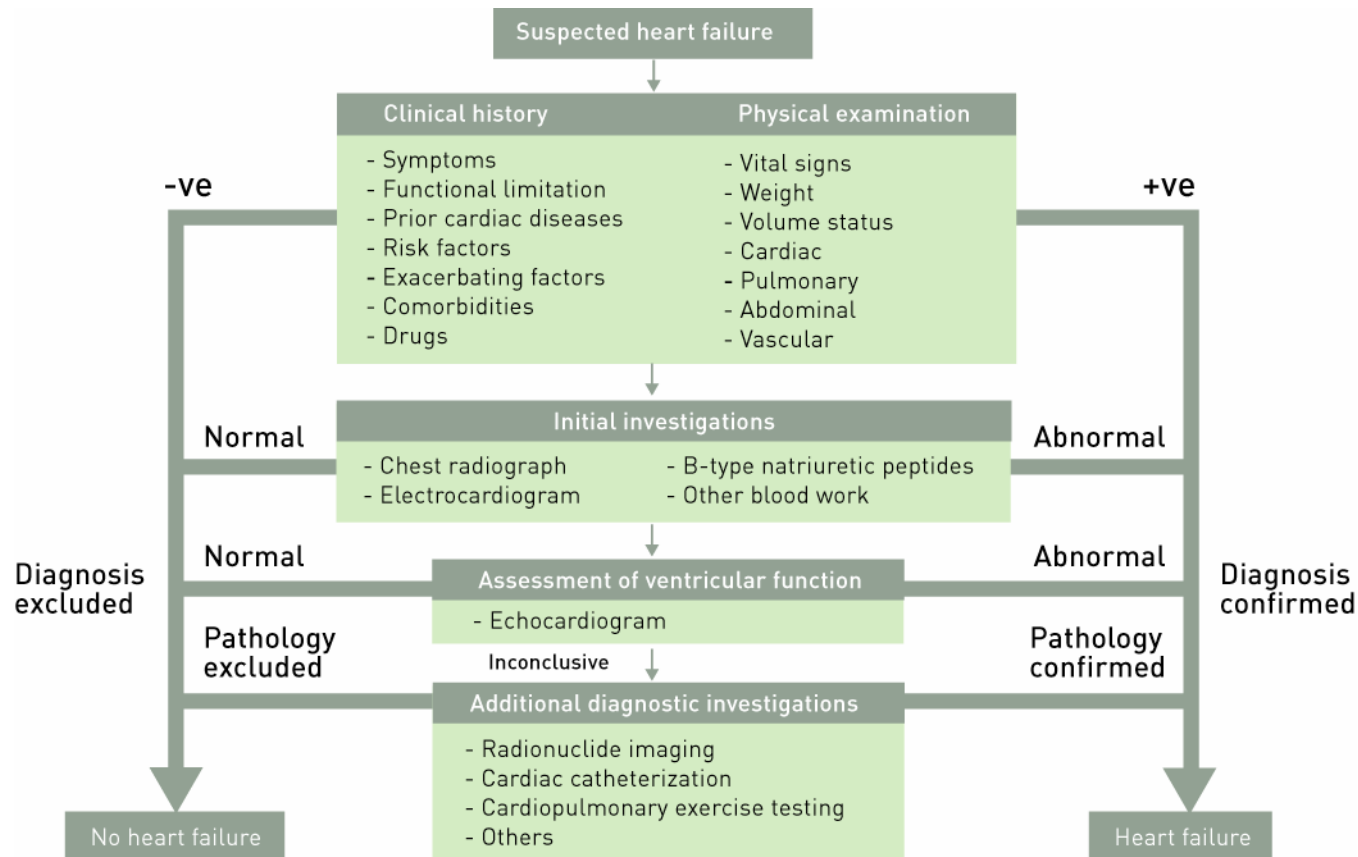 Suspected heart failure
Clinical history
- Symptoms
- Functional limitation
- Prior cardiac diseases
- Risk factors
- Exacerbating factors
- Comorbidities
- Drugs
Physical examination
- Vital signs
- Weight
- Volume status
- Cardiac
- Pulmonary
- Abdominal
- Vascular
-ve
+ve
Initial investigations
- Chest radiograph
- Electrocardiogram
- B-type natriuretic peptides
- Other blood work
Normal
Abnormal
Assessment of ventricular function
- Echocardiogram
Normal
Abnormal
Diagnosis
excluded
Diagnosis
confirmed
Inconclusive
Pathology
excluded
Pathology
confirmed
Additional diagnostic investigations
- Radionuclide imaging
- Cardiac catheterization
- Cardiopulmonary exercise testing
- Others
No heart failure
Heart failure